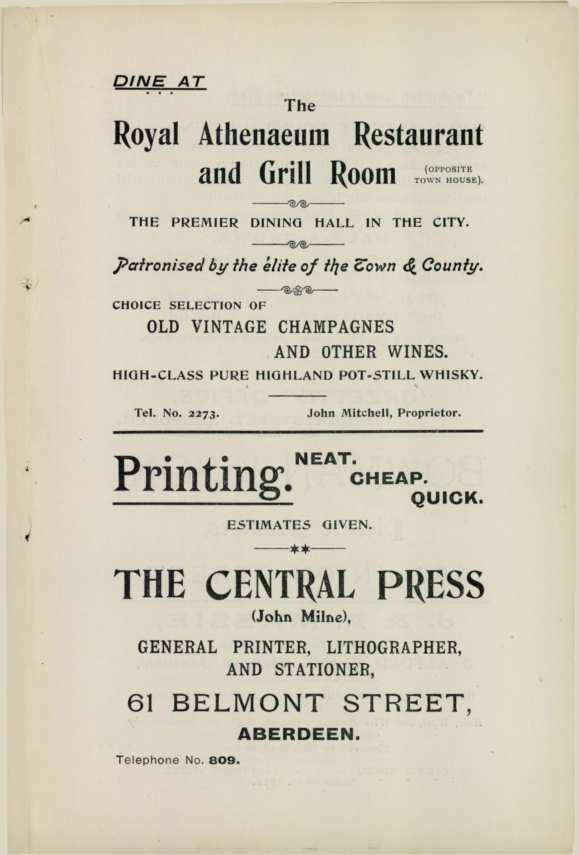 DINE AT
The
Royal Athenaeum Restaurant
and Grill Room (OPPOSITE TOWN HOUSE).
THE PREMIER DINING HALL IN THE CITY.
Patronised by the élite of the Town & County.
CHOICE SELECTION OF
OLD VINTAGE CHAMPAGNES
AND OTHER WINES.
HIGH-CLASS PURE HIGHLAND POT-STILL WHISKY.
Tel. No. 2273. John Mitchell, Proprietor.
Printing. NEAT. CHEAP. QUICK.
ESTIMATES GIVEN.
THE CENTRAL PRESS
(John Milne),
GENERAL PRINTER, LITHOGRAPHER,
AND STATIONER,
61 BELMONT STREET,
ABERDEEN.
Telephone No. 809.